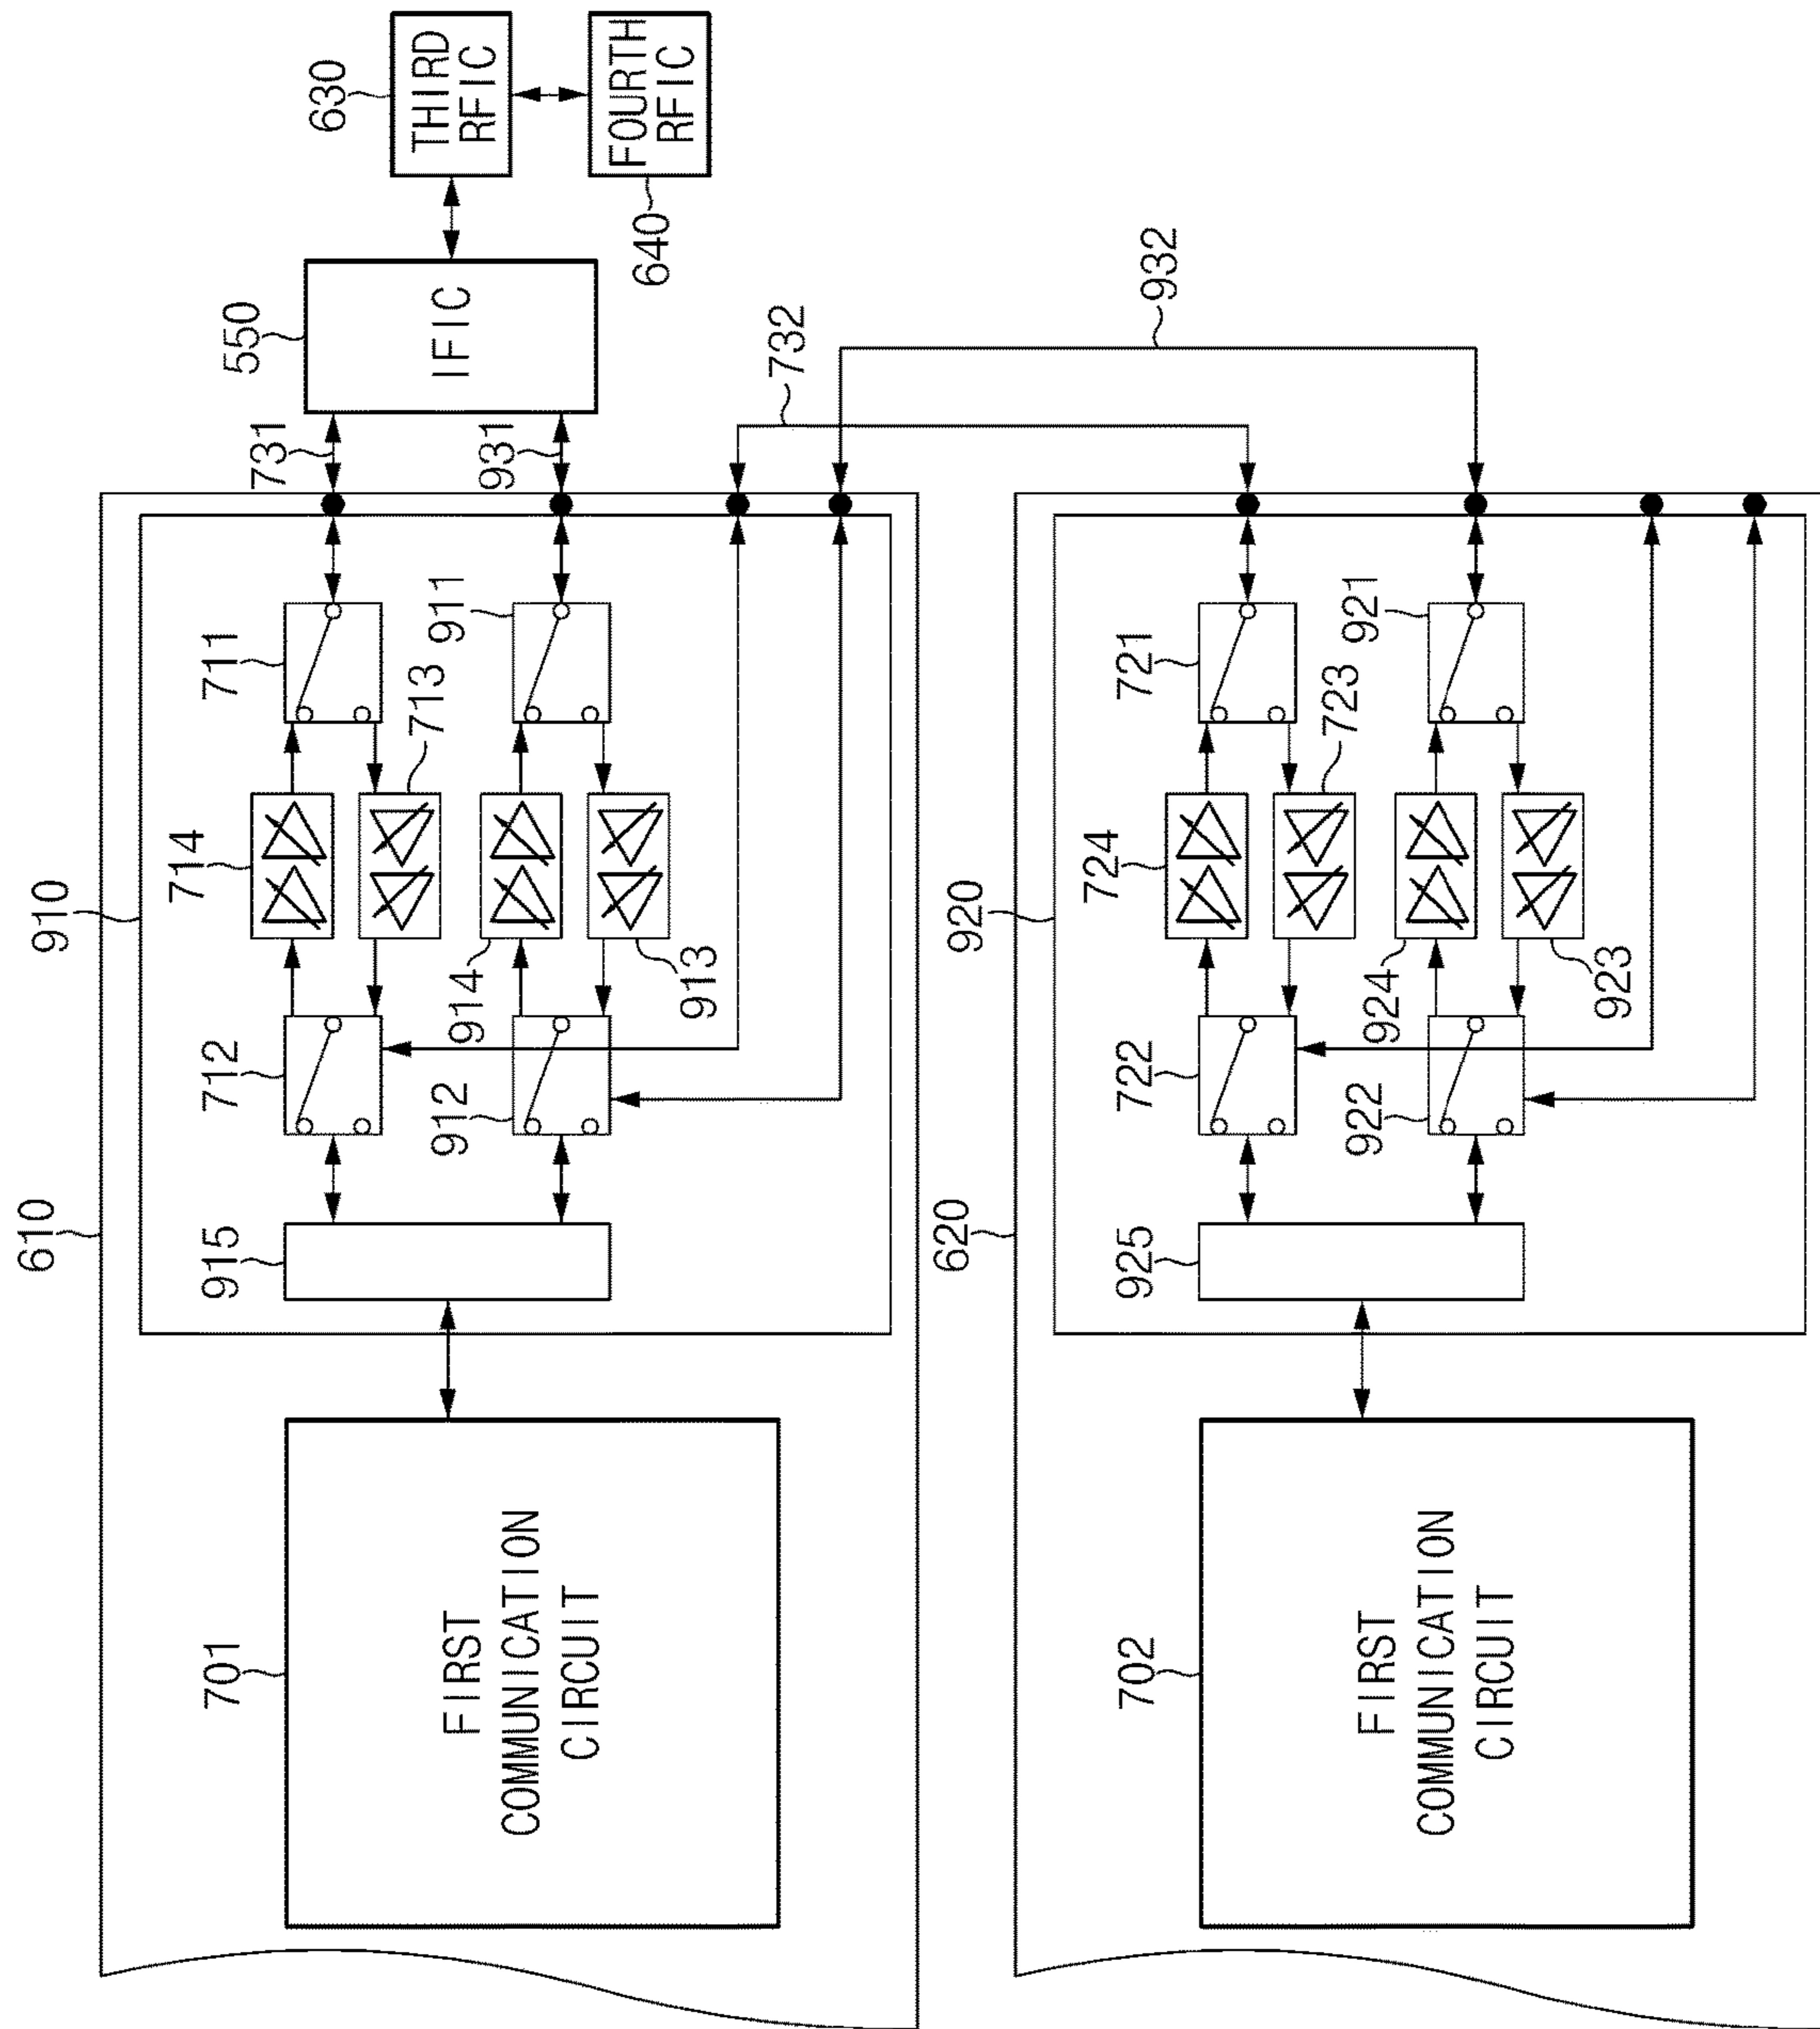 610
910
701
FIRST
COMMUNICATION
CIRCUIT
915
712
714
711
731
550
IFIC
630
THIRD
RFIC
713
912
914
911
931
913
640
FOURTH
RFIC
732
932
620
920
702
FIRST
COMMUNICATION
CIRCUIT
925
722
724
721
723
922
924
921
923